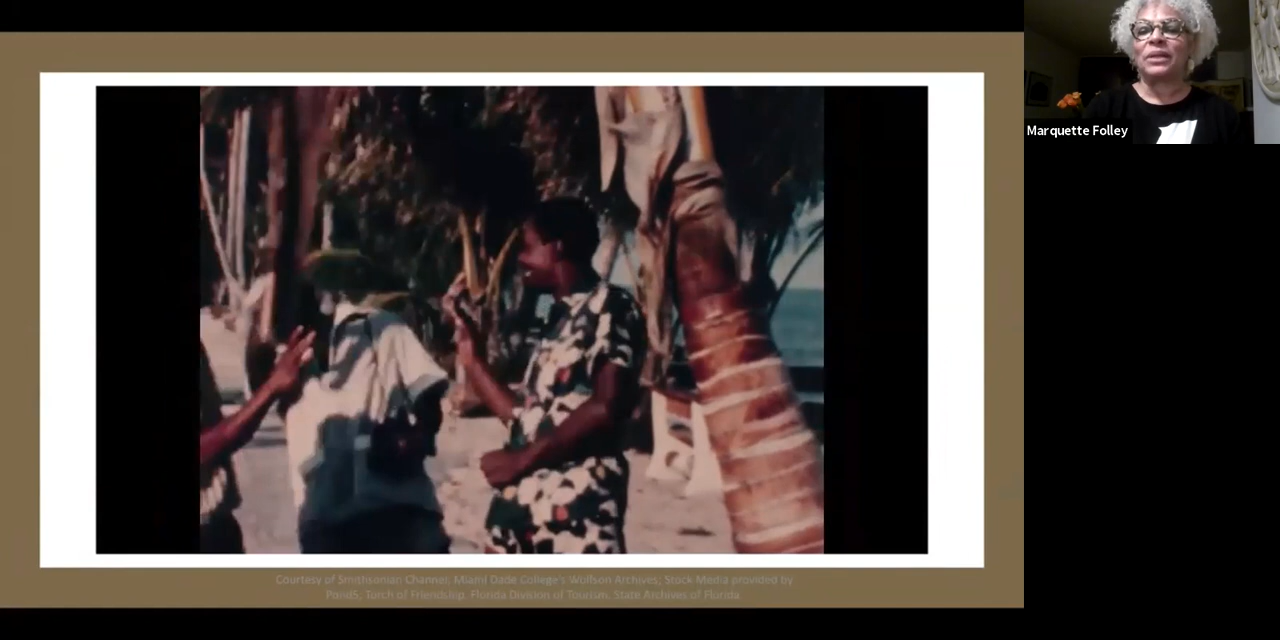 Marquette Folley
Courtesy of Smithsonian Channel; Miami Dade College's Wolfson Archives; Stock Media provided by
Pond5; Torch of Friendship, Florida Division of Tourism, State Archives of Florida.